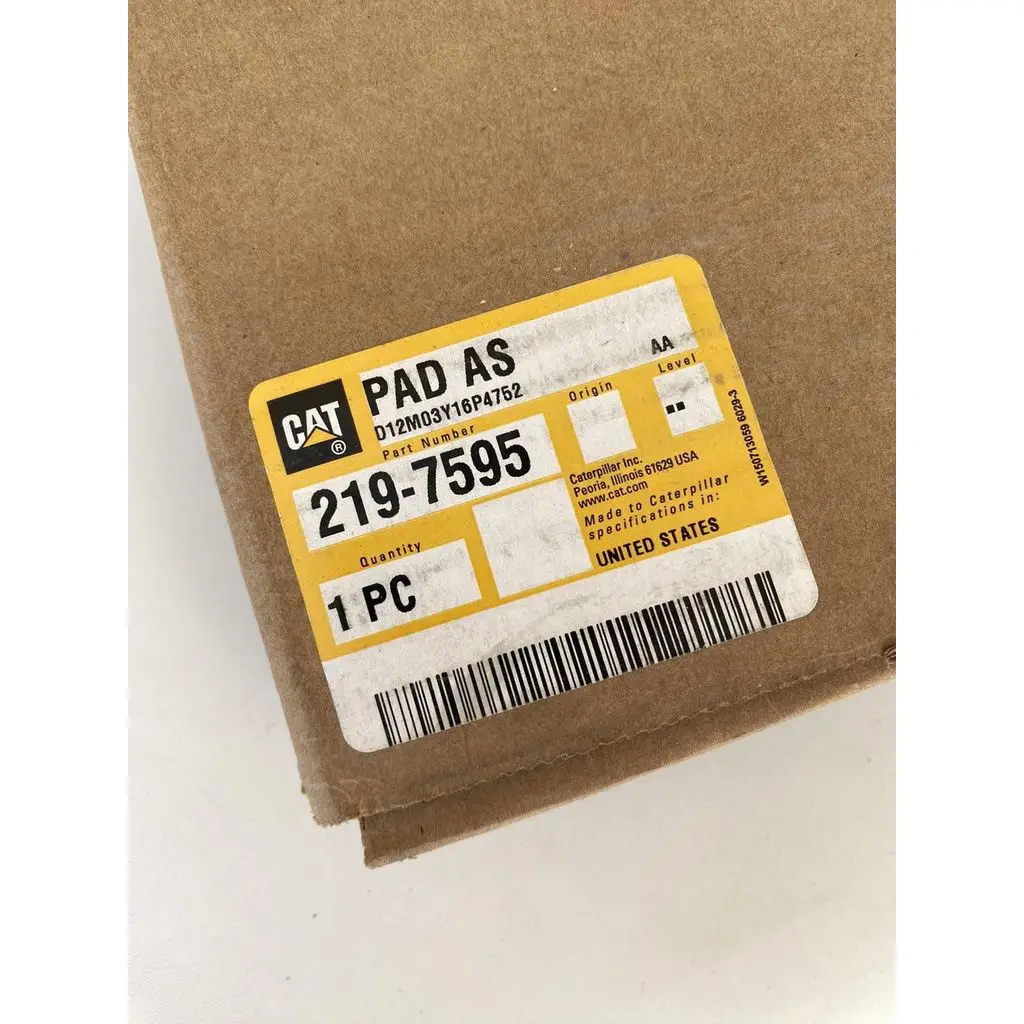 CAT®
PAD AS
AA
D12M03Y16P4752
Part Number
219-7595
Origin
Level
--
Quantity
1 PC
Caterpillar Inc.
Peoria, Illinois 61629 USA
www.cat.com
Made to Caterpillar
specifications in:
UNITED STATES
W150713059 6029-3